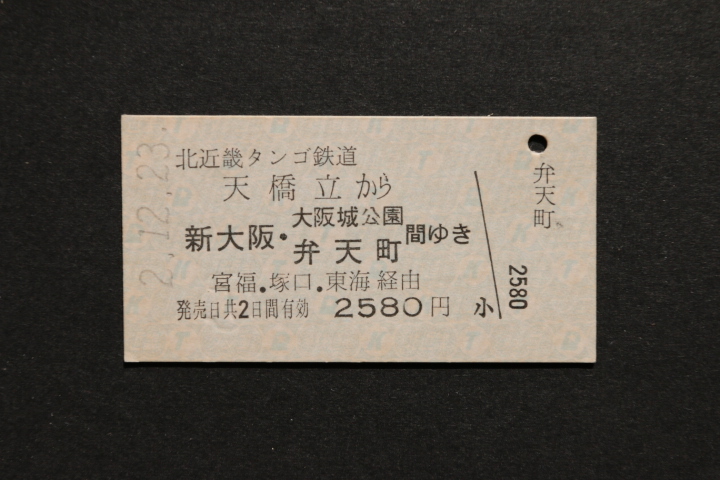 2.12.23.
北近畿タンゴ鉄道
天橋立から
新大阪・大阪城公園
弁天町間ゆき
宮福.塚口.東海経由
発売日共2日間有効 2580円 小
弁天町
2580